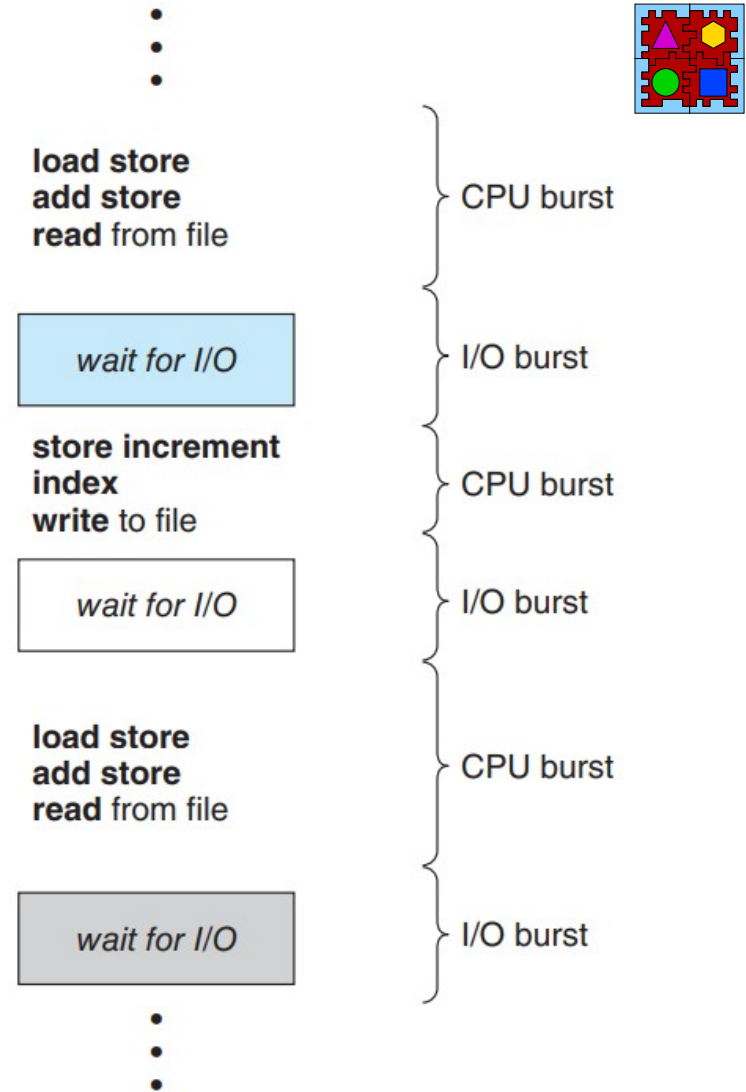 load store
add store
read from file
CPU burst
wait for I/O
I/O burst
store increment
index
write to file
CPU burst
wait for I/O
I/O burst
load store
add store
read from file
CPU burst
wait for I/O
I/O burst